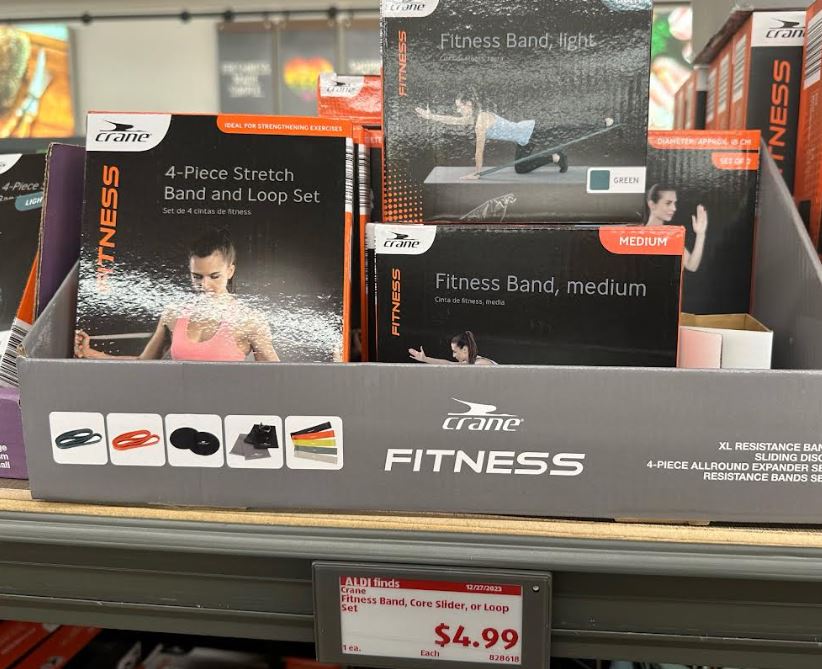 crane
FITNESS
Fitness Band, light
GREEN
crane
IDEAL FOR STRENGTHENING EXERCISES
FITNESS
4-Piece Stretch
Band and Loop Set
Set de 4 cintas de fitness
crane
4-Piece
LIGH
crane
MEDIUM
FITNESS
Fitness Band, medium
Cinta de fitness, media
SET OF 2
crane
crane
FITNESS
XL RESISTANCE BAN
SLIDING DISC
4-PIECE ALLROUND EXPANDER SE
RESISTANCE BANDS SE
ALDI finds
12/27/2023
Crane
Fitness Band, Core Slider, or Loop
Set
$4.99
1 ea.
Each
828618